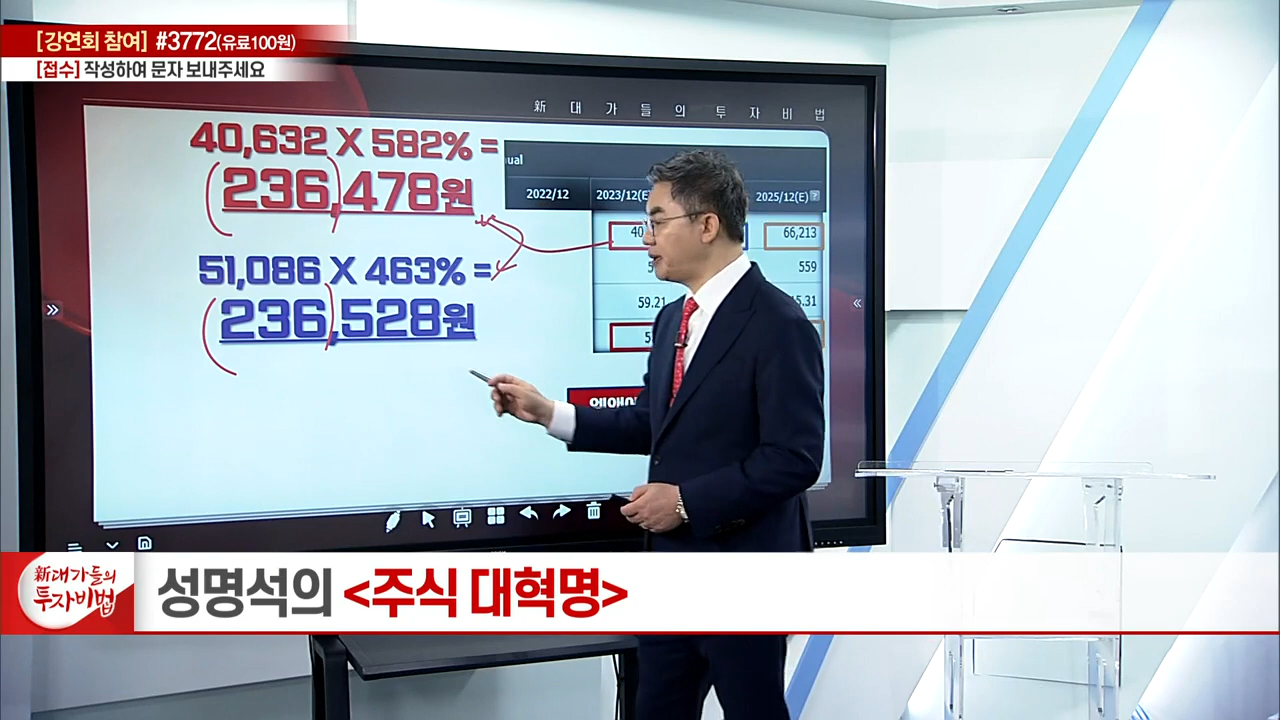 [강연회 참여] #3772(유료100원)
[접수] 작성하여 문자 보내주세요
新 대가들의 투자비법
40,632 X 582% =
236,478원
51,086 X 463% =
236,528원
2022/12 2023/12(E) 2025/12(E)
66,213
559
59.21
新대가들의
투자비법
성명석의 <주식 대혁명>